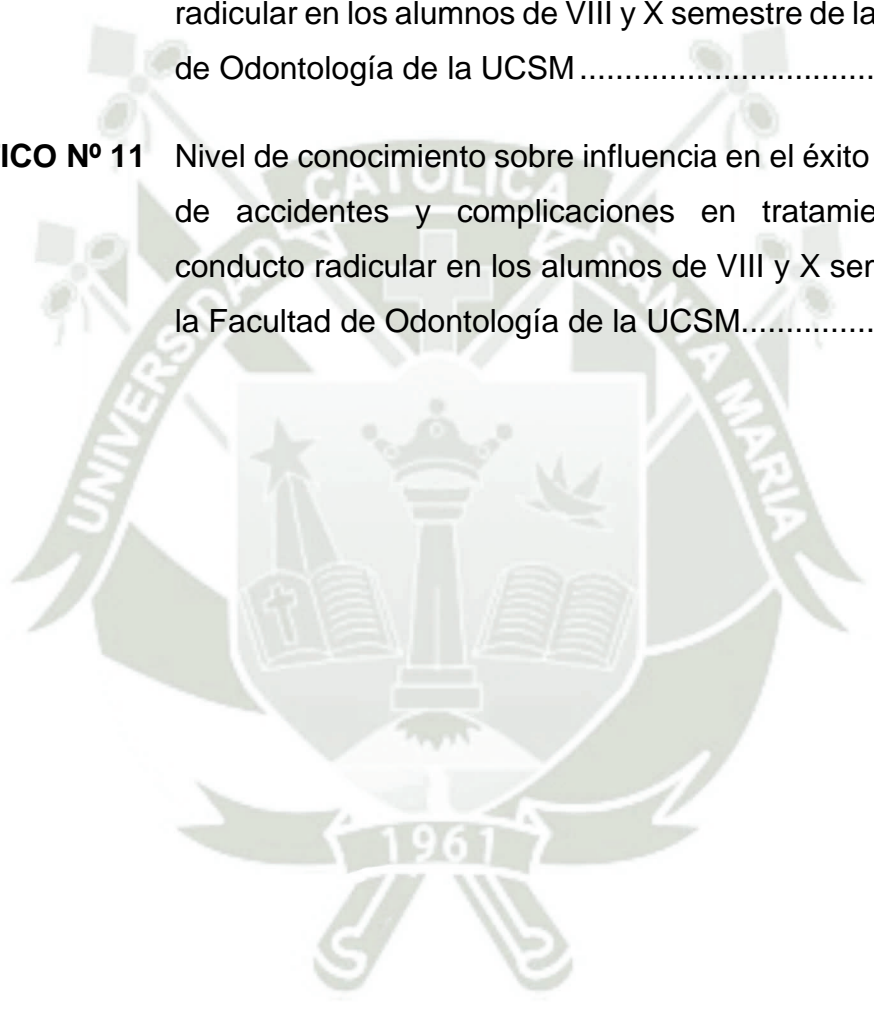 radicular en los alumnos de VIII y X semestre de la
de Odontología de la UCSM ................................
ICO Nº 11 Nivel de conocimiento sobre influencia en el éxito
de accidentes y complicaciones en tratamie
conducto radicular en los alumnos de VIII y X ser
la Facultad de Odontología de la UCSM...............
UNIVERSIDAD CATOLICA SANTA MARIA
1961